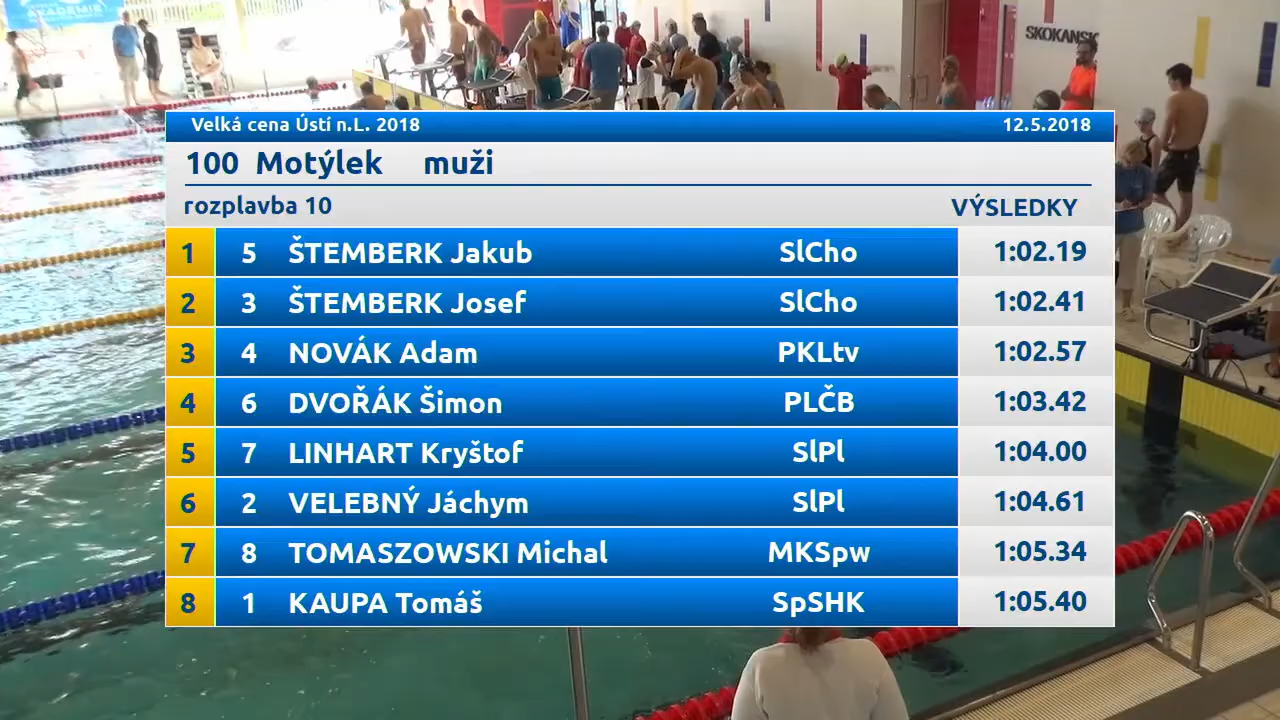 AKADEMIE
SKOKANSK
Velká cena Ústí n.L. 2018 12.5.2018
100 Motýlek muži
rozplavba 10 VÝSLEDKY
1 5 ŠTEMBERK Jakub SlCho 1:02.19
2 3 ŠTEMBERK Josef SlCho 1:02.41
3 4 NOVÁK Adam PKLtv 1:02.57
4 6 DVOŘÁK Šimon PLČB 1:03.42
5 7 LINHART Kryštof SlPl 1:04.00
6 2 VELEBNÝ Jáchym SlPl 1:04.61
7 8 TOMASZOWSKI Michal MKSpw 1:05.34
8 1 KAUPA Tomáš SpSHK 1:05.40